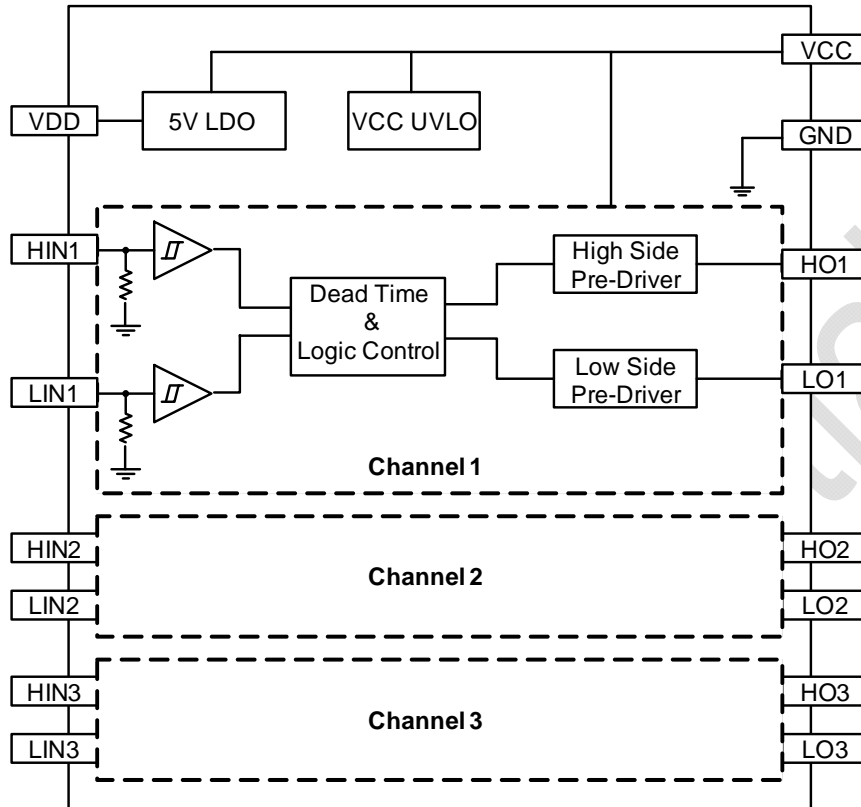 VCC
VDD
5V LDO
VCC UVLO
GND
HIN1
High Side
Pre-Driver
HO1
Dead Time
&
Logic Control
LIN1
Low Side
Pre-Driver
LO1
Channel 1
HIN2
HO2
Channel 2
LIN2
LO2
HIN3
HO3
Channel 3
LIN3
LO3